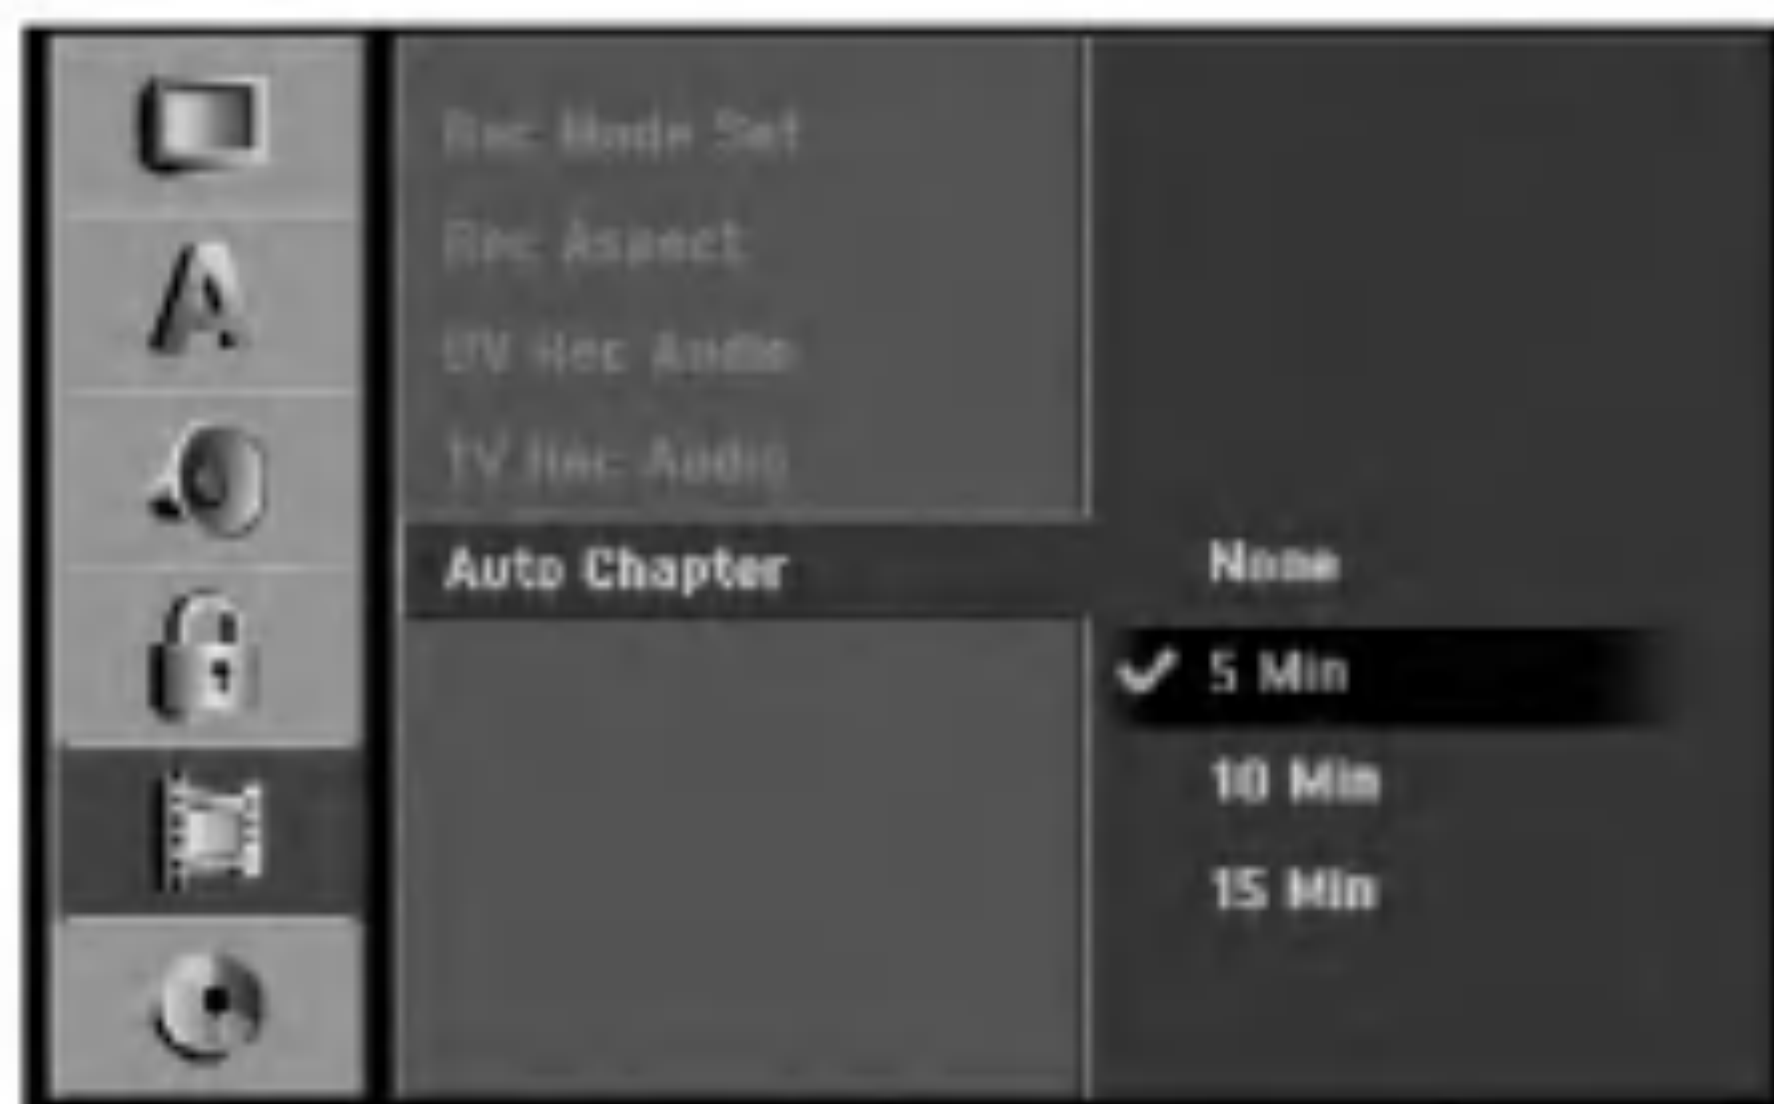 Rec Mode Set
Rec Aspect
DV Rec Audio
TV Rec Audio
Auto Chapter
None
5 Min
10 Min
15 Min